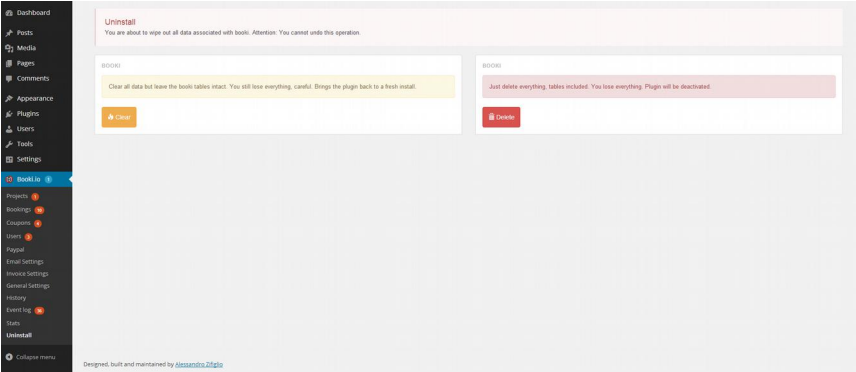 Dashboard
Posts
Media
Pages
Comments
Appearance
Plugins
Users
Tools
Settings
Booki.io 1
Projects 1
Bookings
Coupons
Users
Paypal
Email Settings
Invoice Settings
General Settings
History
Event log
Stats
Uninstall
Collapse menu
Uninstall
You are about to wipe out all data associated with booki. Attention: You cannot undo this operation.
BOOKI
Clear all data but leave the booki tables intact. You still lose everything, careful. Brings the plugin back to a fresh install.
Clear
BOOKI
Just delete everything, tables included. You lose everything. Plugin will be deactivated.
Delete
Designed, built and maintained by Alessandro Zifiglio